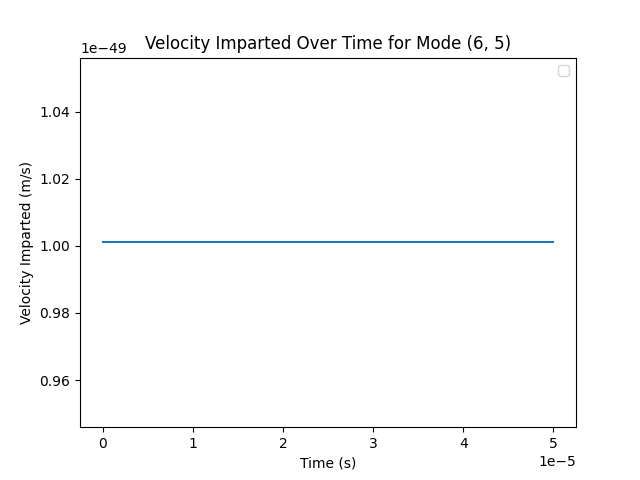 Velocity Imparted Over Time for Mode (6, 5)
1e−49
1.04
1.02
1.00
0.98
0.96
Velocity Imparted (m/s)
0 1 2 3 4 5
1e−5
Time (s)